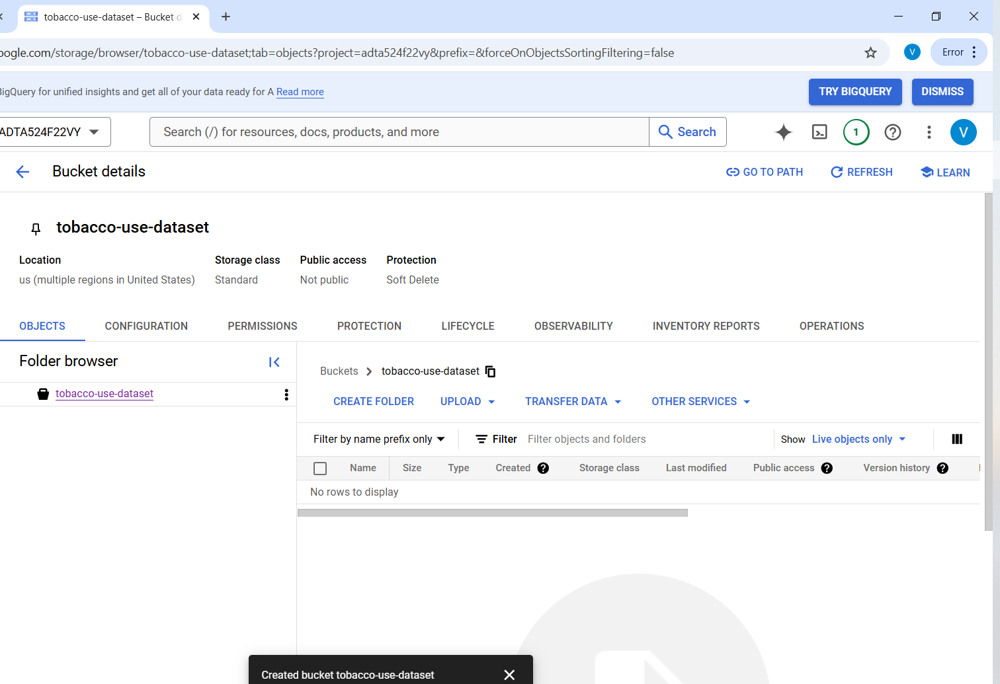 tobacco-use-dataset – Bucket d
oogle.com/storage/browser/tobacco-use-dataset;tab=objects?project=adta524f22vy&prefix=&forceOnObjectsSortingFiltering=false
V
Error
BigQuery for unified insights and get all of your data ready for A Read more
TRY BIGQUERY
DISMISS
ADTA524F22VY
Search (/) for resources, docs, products, and more
Search
1
V
Bucket details
GO TO PATH
REFRESH
LEARN
tobacco-use-dataset
Location Storage class Public access Protection
us (multiple regions in United States) Standard Not public Soft Delete
OBJECTS CONFIGURATION PERMISSIONS PROTECTION LIFECYCLE OBSERVABILITY INVENTORY REPORTS OPERATIONS
Folder browser
tobacco-use-dataset
Buckets tobacco-use-dataset
CREATE FOLDER UPLOAD TRANSFER DATA OTHER SERVICES
Filter by name prefix only Filter Filter objects and folders Show Live objects only
Name Size Type Created Storage class Last modified Public access Version history
No rows to display
Created bucket tobacco-use-dataset